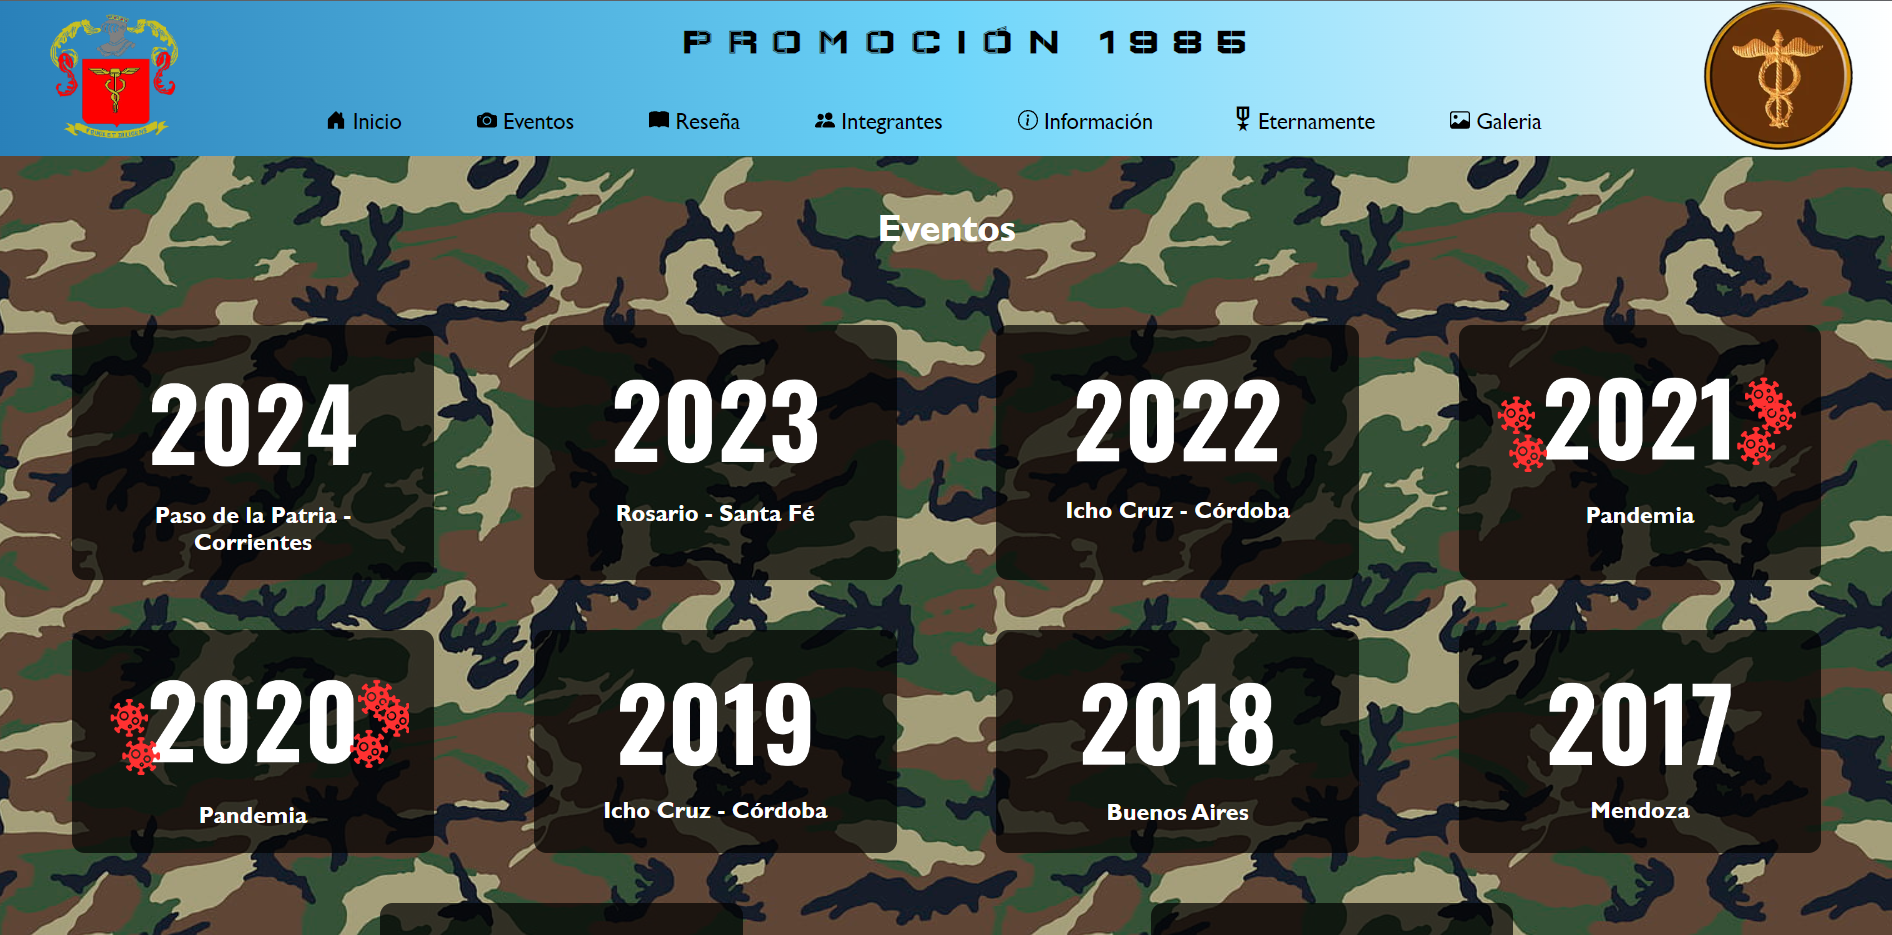 PROMOCIÓN 1985
Inicio
Eventos
Reseña
Integrantes
Información
Eternamente
Galeria
Eventos
2024
Paso de la Patria -
Corrientes
2023
Rosario - Santa Fé
2022
Icho Cruz - Córdoba
2021
Pandemia
2020
Pandemia
2019
Icho Cruz - Córdoba
2018
Buenos Aires
2017
Mendoza